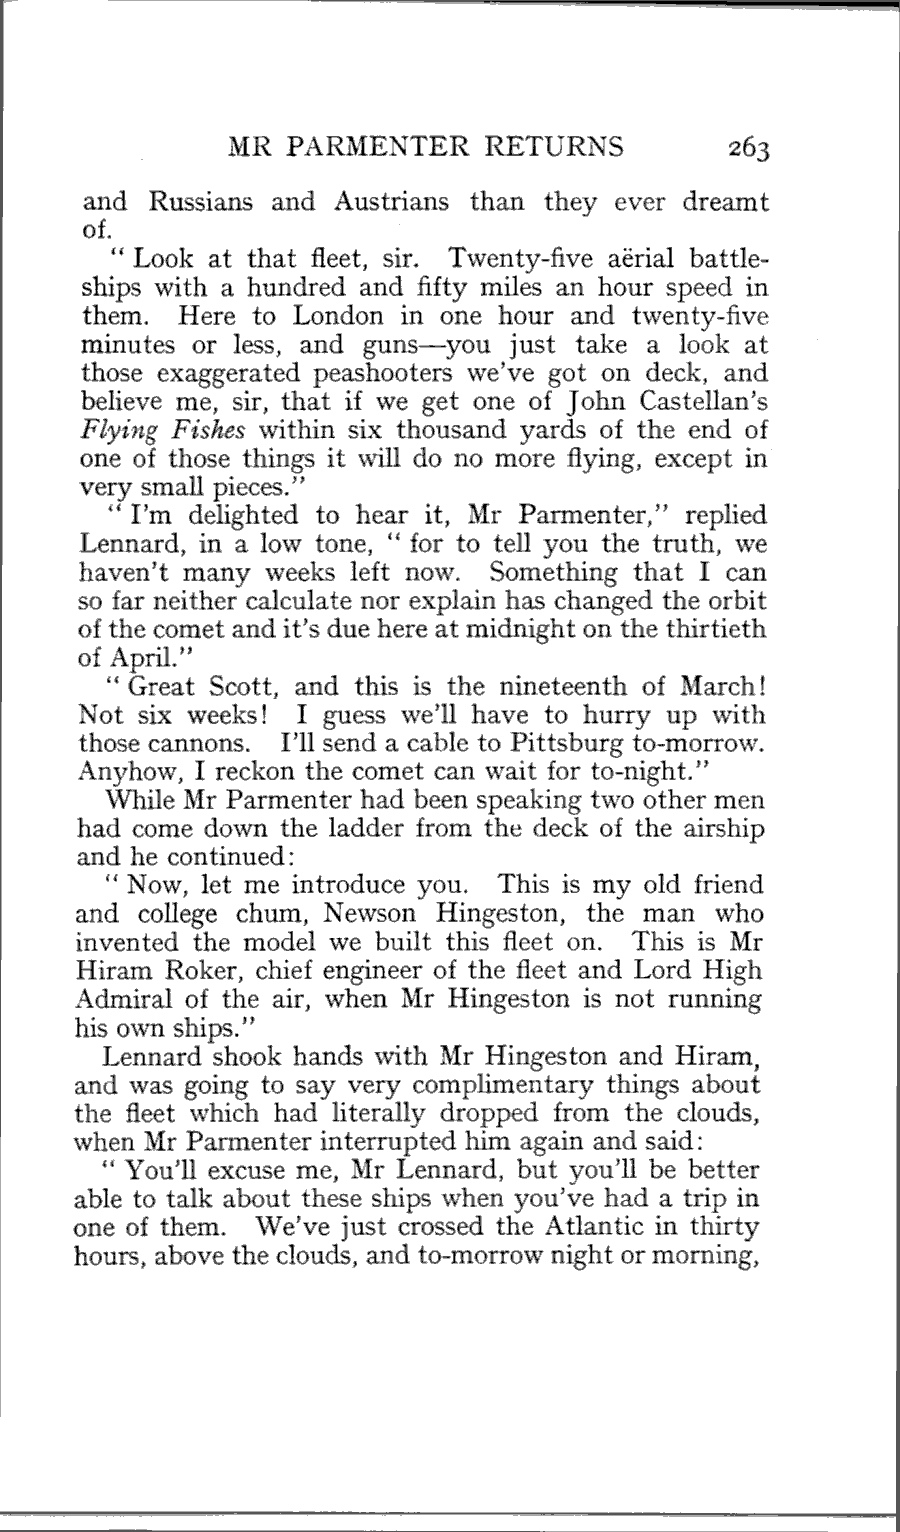 MR PARMENTER RETURNS 263
and Russians and Austrians than they ever dreamt
of.
“ Look at that fleet, sir. Twenty-five aërial battle-
ships with a hundred and fifty miles an hour speed in
them. Here to London in one hour and twenty-five
minutes or less, and guns—you just take a look at
those exaggerated peashooters we’ve got on deck, and
believe me, sir, that if we get one of John Castellan’s
Flying Fishes within six thousand yards of the end of
one of those things it will do no more flying, except in
very small pieces.”
“ I’m delighted to hear it, Mr Parmenter,” replied
Lennard, in a low tone, “ for to tell you the truth, we
haven’t many weeks left now. Something that I can
so far neither calculate nor explain has changed the orbit
of the comet and it’s due here at midnight on the thirtieth
of April.”
“ Great Scott, and this is the nineteenth of March!
Not six weeks! I guess we’ll have to hurry up with
those cannons. I’ll send a cable to Pittsburg to-morrow.
Anyhow, I reckon the comet can wait for to-night.”
While Mr Parmenter had been speaking two other men
had come down the ladder from the deck of the airship
and he continued:
“ Now, let me introduce you. This is my old friend
and college chum, Newson Hingeston, the man who
invented the model we built this fleet on. This is Mr
Hiram Roker, chief engineer of the fleet and Lord High
Admiral of the air, when Mr Hingeston is not running
his own ships.”
Lennard shook hands with Mr Hingeston and Hiram,
and was going to say very complimentary things about
the fleet which had literally dropped from the clouds,
when Mr Parmenter interrupted him again and said:
“ You’ll excuse me, Mr Lennard, but you’ll be better
able to talk about these ships when you’ve had a trip in
one of them. We’ve just crossed the Atlantic in thirty
hours, above the clouds, and to-morrow night or morning,